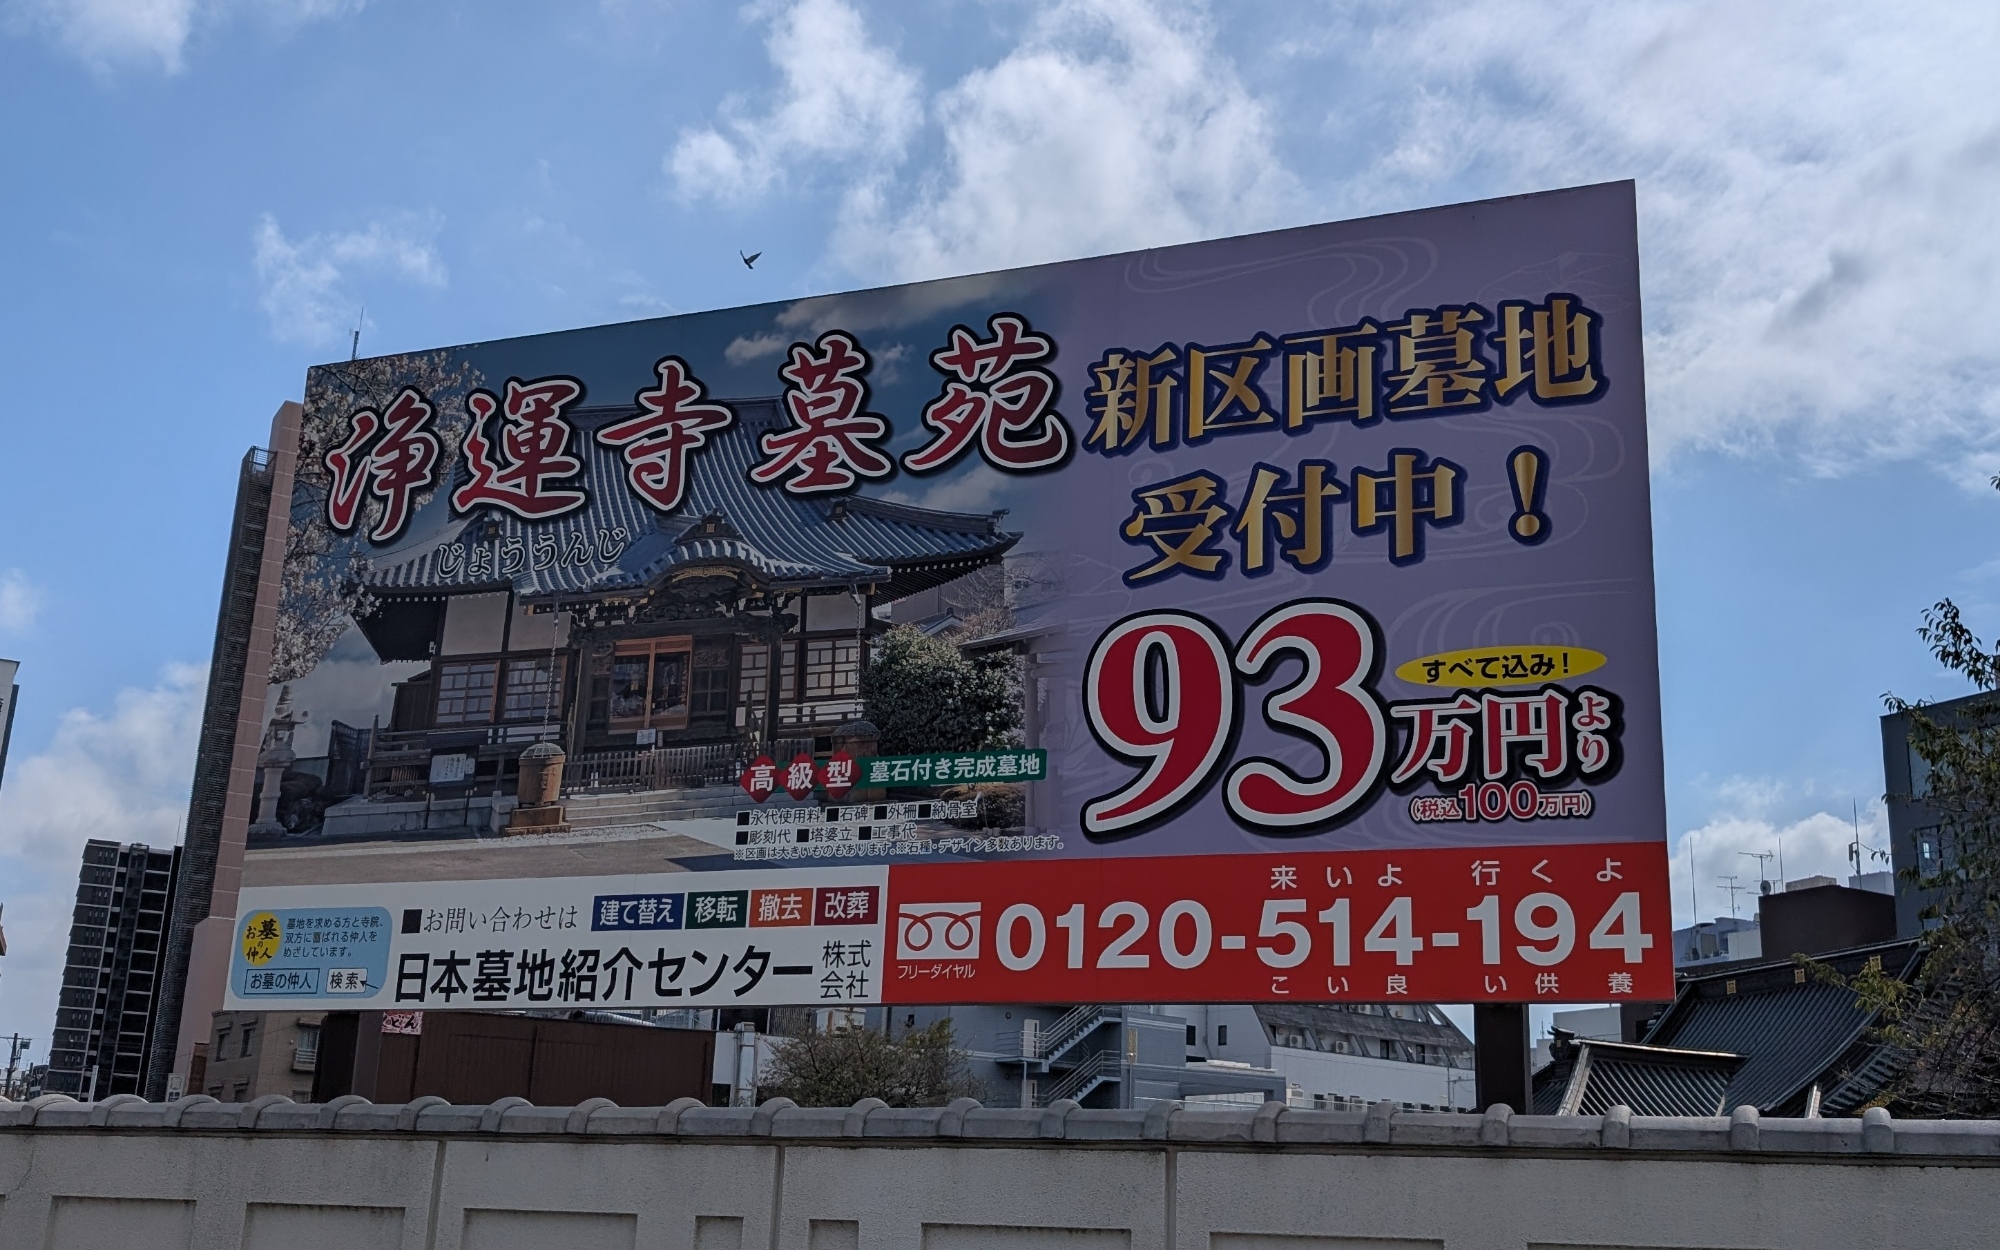 浄運寺墓苑
じょううんじ
新区画墓地
受付中!
すべて込み!
93万円より
(税込100万円)
高級型 墓石付き完成墓地
■永代使用料 ■石碑 ■外柵 ■納骨室
■彫刻代 ■塔婆立 ■工事代
※区画は大きいものもあります。※石種・デザイン多数あります。
お墓の仲人
墓地を求める方と寺院、
双方に喜ばれる仲人を
めざしています。
お墓の仲人 検索
■お問い合わせは 建て替え 移転 撤去 改葬
日本墓地紹介センター 株式会社
フリーダイヤル
来いよ 行くよ
0120-514-194
こい良 い供養